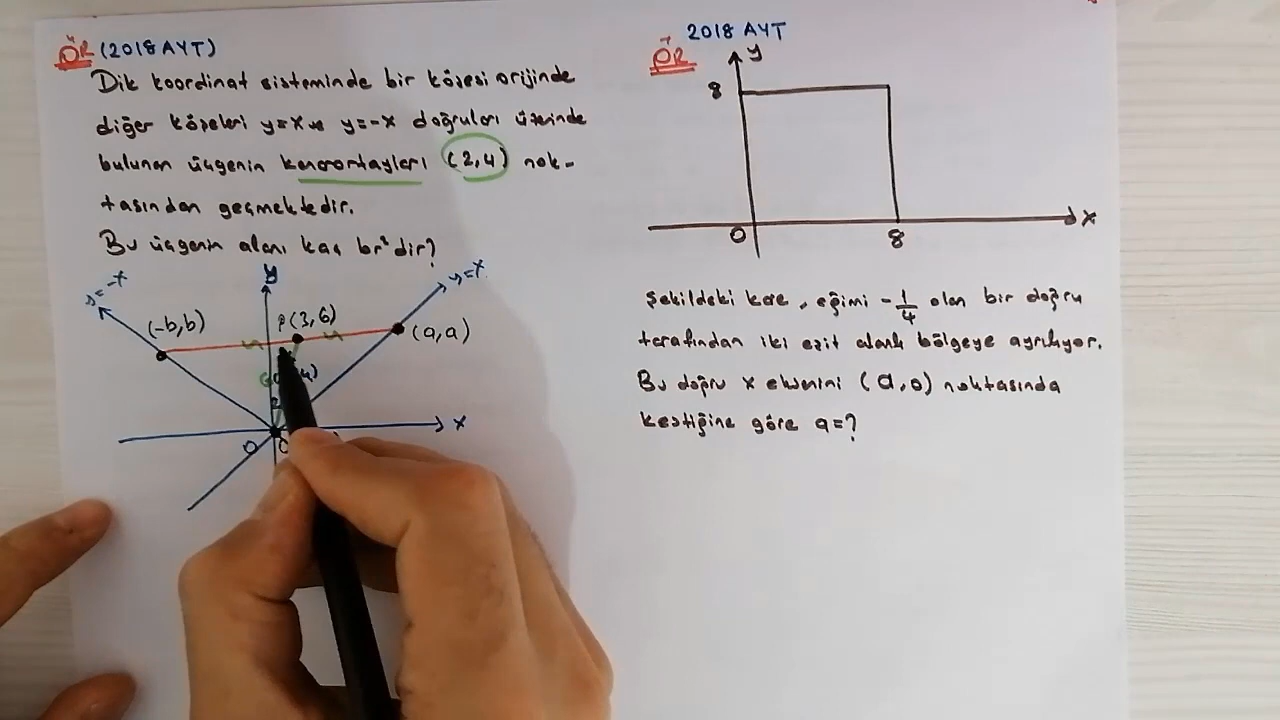 ÖR (2018 AYT)
Dik koordinat sisteminde bir köşesi orijinde
diğer köşeleri y=x ve y=-x doğruları üzerinde
bulunan üçgenin kenarortayları (2,4) nok-
tasından geçmektedir.
Bu üçgenin alanı kaç br² dir?
y=-x
y
y=x
(-b,b)
P(3,6)
(a,a)
x
O
2018 AYT
ÖR
y
8
x
O
8
Şekildeki kare, eğimi -1/4 olan bir doğru
tarafından iki eşit alanlı bölgeye ayrılıyor.
Bu doğru x eksenini (a,0) noktasında
kestiğine göre a=?